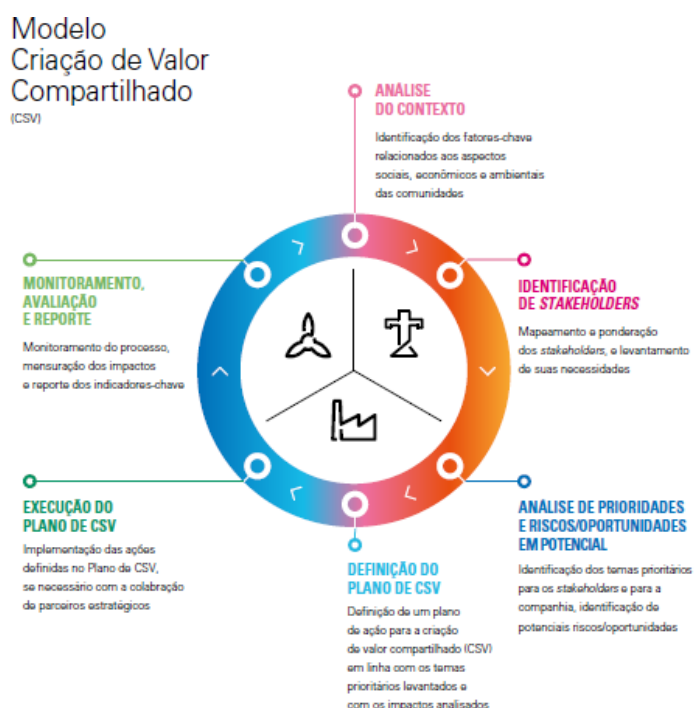 Modelo
Criação de Valor
Compartilhado
(CSV)
ANÁLISE
DO CONTEXTO
Identificação dos fatores-chave
relacionados aos aspectos
sociais, econômicos e ambientais
das comunidades
IDENTIFICAÇÃO
DE STAKEHOLDERS
Mapeamento e ponderação
dos stakeholders, e levantamento
de suas necessidades
ANÁLISE DE PRIORIDADES
E RISCOS/OPORTUNIDADES
EM POTENCIAL
Identificação dos temas prioritários
para os stakeholders e para a
companhia, identificação de
potenciais riscos/oportunidades
DEFINIÇÃO DO
PLANO DE CSV
Definição de um plano
de ação para a criação
de valor compartilhado (CSV)
em linha com os temas
prioritários levantados e
com os impactos analisados
EXECUÇÃO DO
PLANO DE CSV
Implementação das ações
definidas no Plano de CSV,
se necessário com a colabração
de parceiros estratégicos
MONITORAMENTO,
AVALIAÇÃO
E REPORTE
Monitoramento do processo,
mensuração dos impactos
e reporte dos indicadores-chave